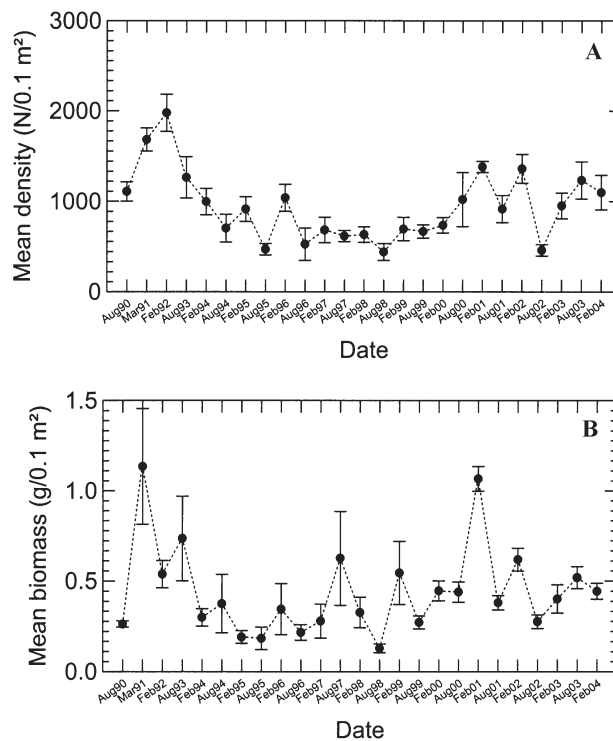 A
3000
2000
1000
0
Mean density (N/0.1 m²)
Aug90 Mar91 Feb92 Aug93 Feb94 Aug94 Feb95 Aug95 Feb96 Aug96 Feb97 Aug97 Feb98 Aug98 Feb99 Aug99 Feb00 Aug00 Feb01 Aug01 Feb02 Aug02 Feb03 Aug03 Feb04
Date
B
1.5
1.0
0.5
0.0
Mean biomass (g/0.1 m²)
Aug90 Mar91 Feb92 Aug93 Feb94 Aug94 Feb95 Aug95 Feb96 Aug96 Feb97 Aug97 Feb98 Aug98 Feb99 Aug99 Feb00 Aug00 Feb01 Aug01 Feb02 Aug02 Feb03 Aug03 Feb04
Date